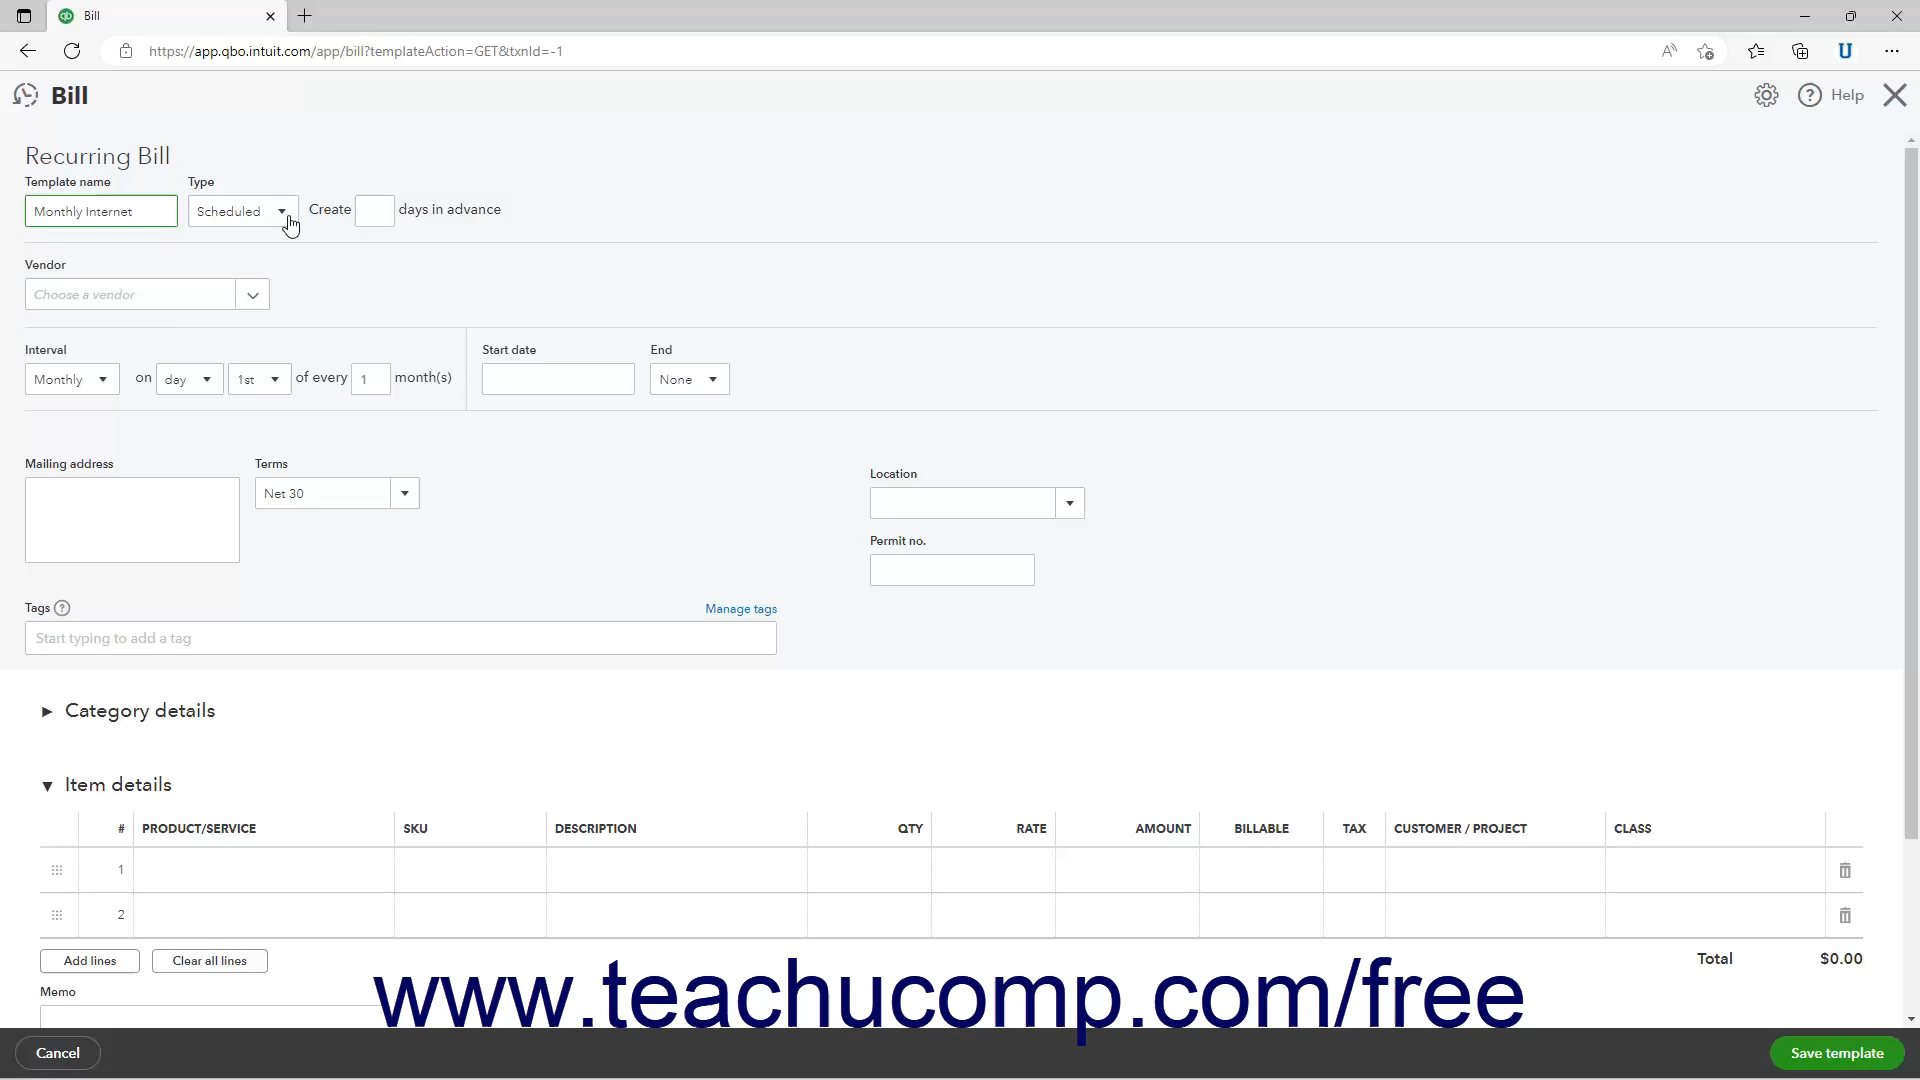 Bill
https://app.qbo.intuit.com/app/bill?templateAction=GET&txnId=-1
Bill
Help
Recurring Bill
Template name Type
Monthly Internet Scheduled Create days in advance
Vendor
Choose a vendor
Interval Start date End
Monthly on day 1st of every 1 month(s) None
Mailing address Terms
Location
Net 30
Permit no.
Tags Manage tags
Start typing to add a tag
Category details
Item details
# PRODUCT/SERVICE SKU DESCRIPTION QTY RATE AMOUNT BILLABLE TAX CUSTOMER / PROJECT CLASS
1
2
Add lines Clear all lines Total $0.00
Memo
www.teachucomp.com/free
Cancel Save template